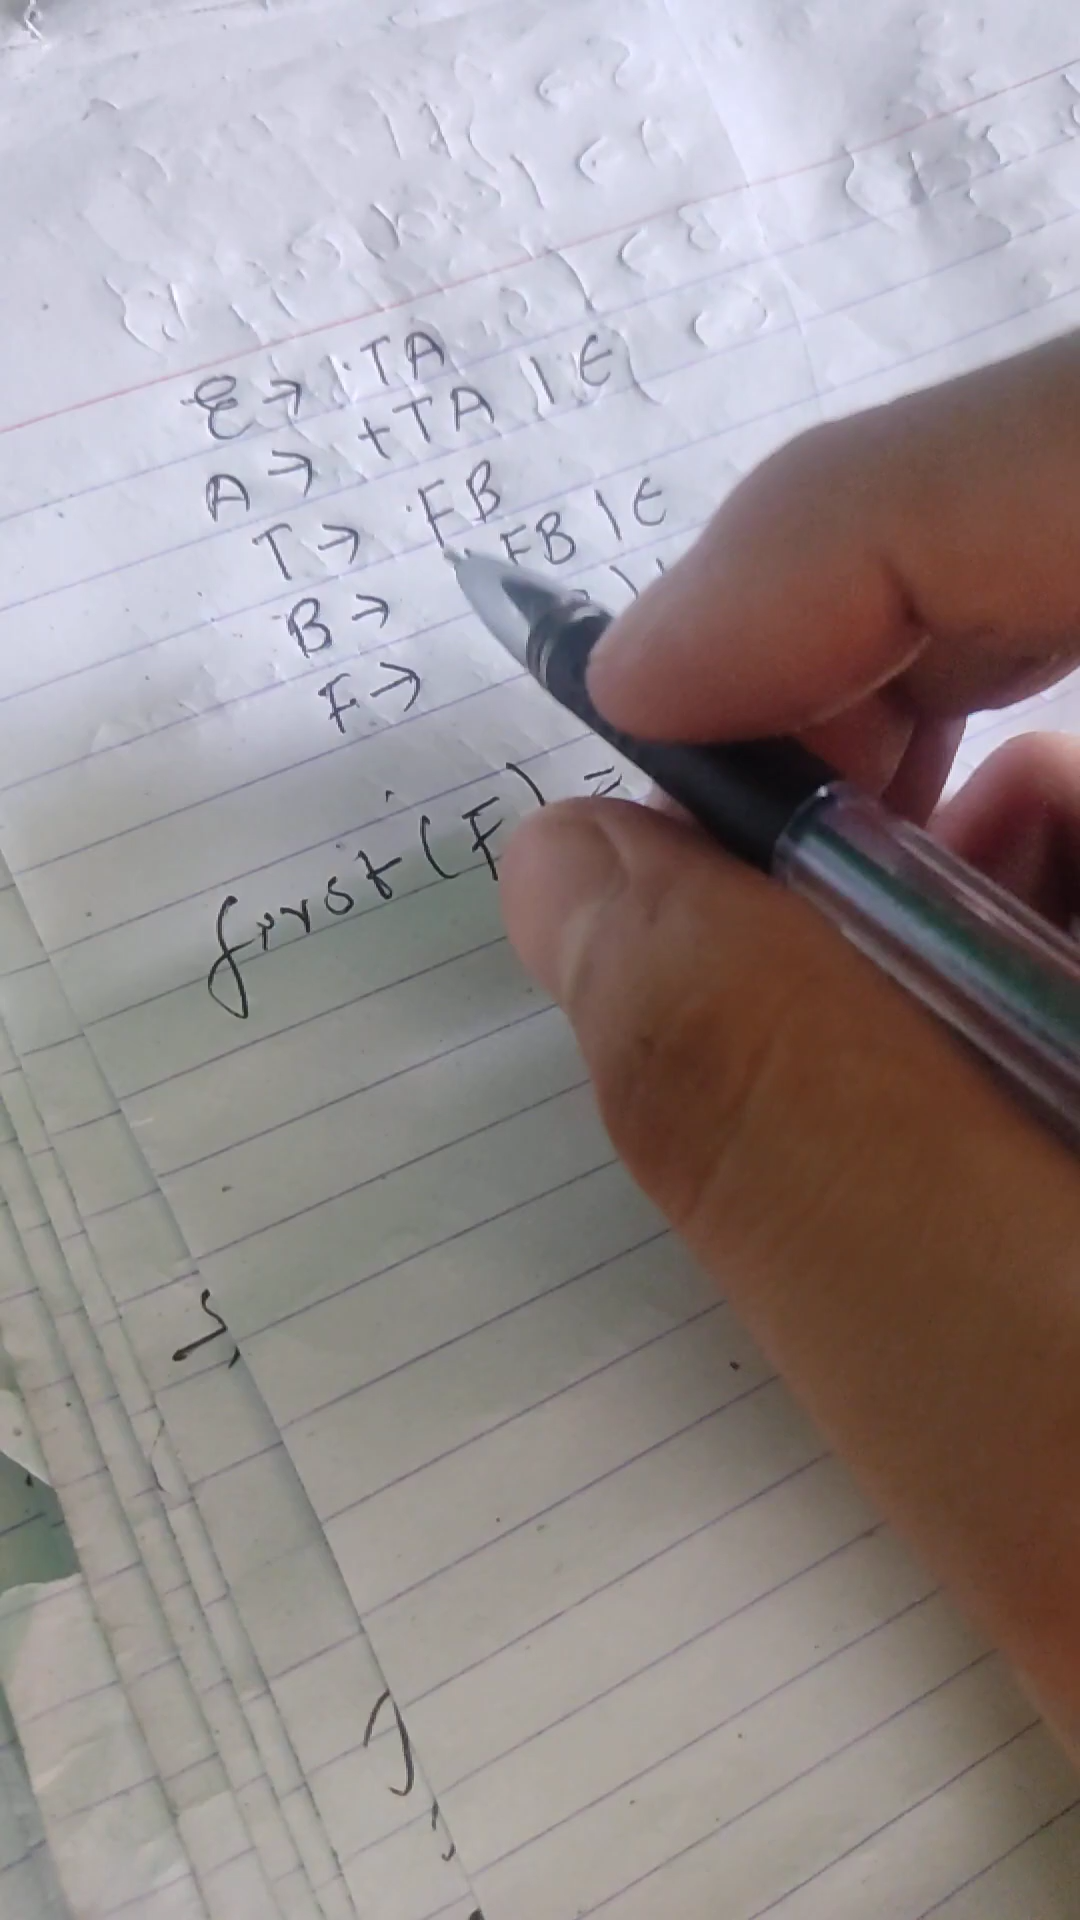 E → TA
A → +TA | ∈
T → FB
B → FB | ∈
F →
first(F) =